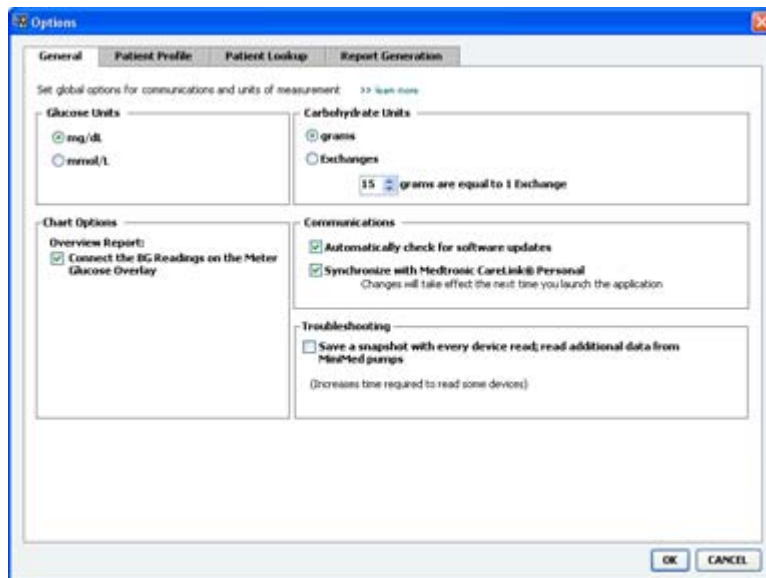 Options
General Patient Profile Patient Lookup Report Generation
Set global options for communications and units of measurement >> learn more
Glucose Units
mg/dL
mmol/L
Carbohydrate Units
grams
Exchanges
15 grams are equal to 1 Exchange
Chart Options
Overview Report:
Connect the BG Readings on the Meter
Glucose Overlay
Communications
Automatically check for software updates
Synchronize with Medtronic CareLink® Personal
Changes will take effect the next time you launch the application
Troubleshooting
Save a snapshot with every device read; read additional data from
MiniMed pumps
(Increases time required to read some devices)
OK CANCEL